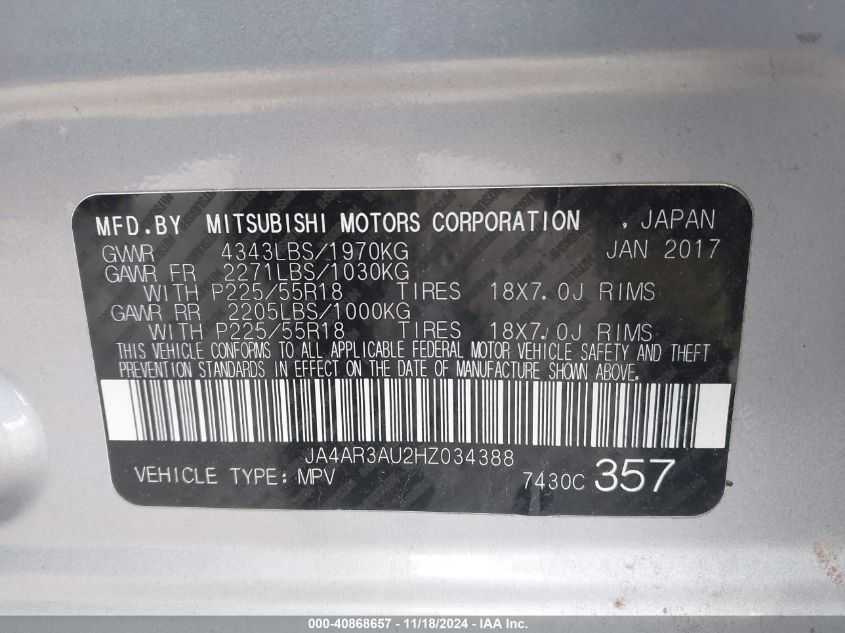 MFD.BY MITSUBISHI MOTORS CORPORATION , JAPAN
GVWR 4343LBS/1970KG JAN 2017
GAWR FR 2271LBS/1030KG
WITH P225/55R18 TIRES 18X7.0J RIMS
GAWR RR 2205LBS/1000KG
WITH P225/55R18 TIRES 18X7.0J RIMS
THIS VEHICLE CONFORMS TO ALL APPLICABLE FEDERAL MOTOR VEHICLE SAFETY AND THEFT
PREVENTION STANDARDS IN EFFECT ON THE DATE OF MANUFACTURE SHOWN ABOVE.
JA4AR3AU2HZ034388
VEHICLE TYPE: MPV 7430C 357
000-40868657 - 11/18/2024 - IAA Inc.